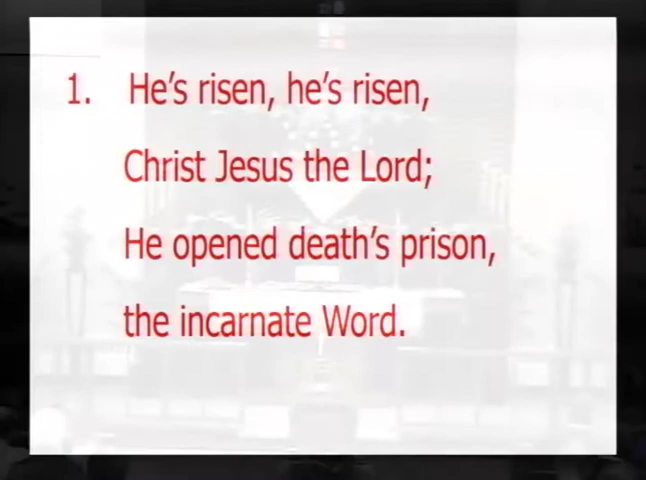 1. He's risen, he's risen,
Christ Jesus the Lord;
He opened death's prison,
the incarnate Word.